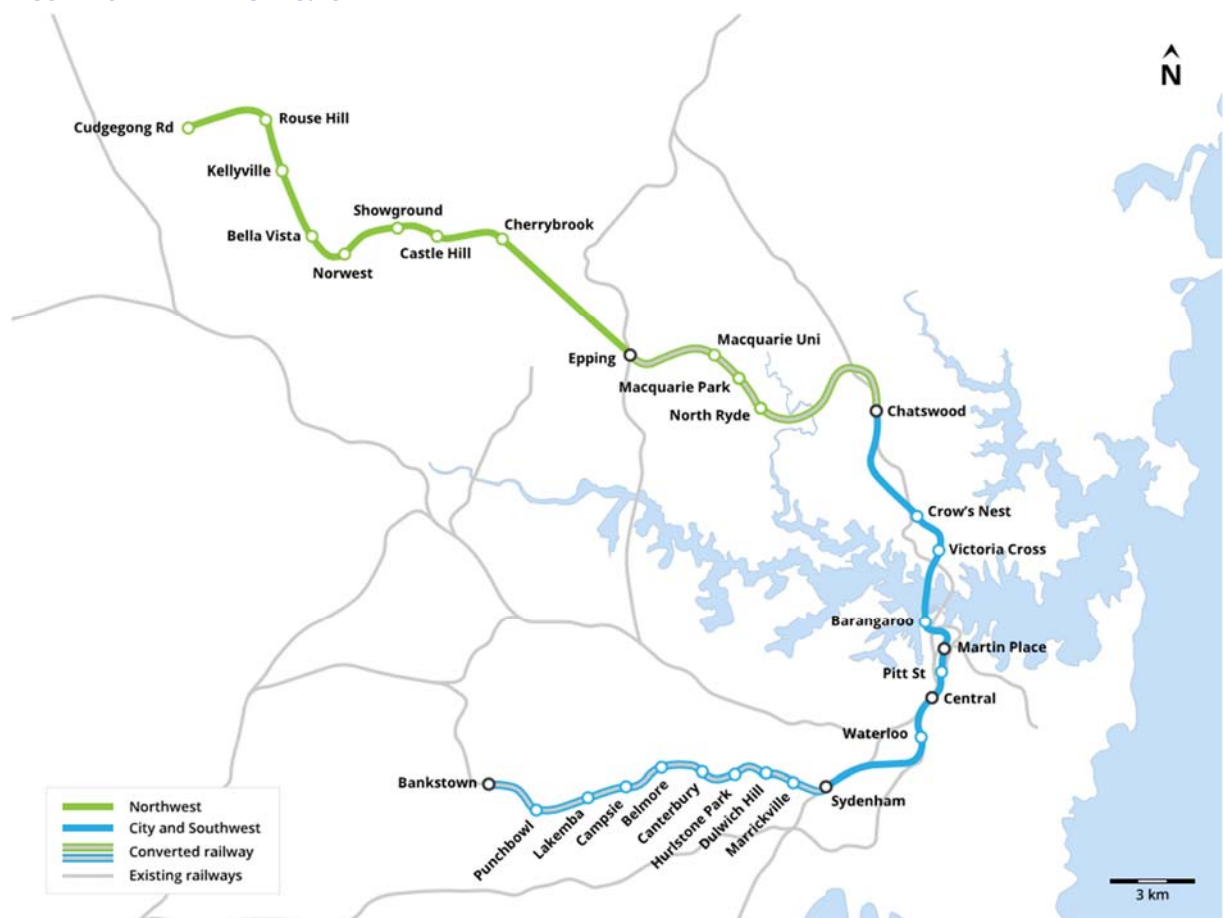 N
Cudgegong Rd
Rouse Hill
Kellyville
Showground
Cherrybrook
Bella Vista
Castle Hill
Norwest
Macquarie Uni
Epping
Macquarie Park
North Ryde
Chatswood
Crow's Nest
Victoria Cross
Barangaroo
Martin Place
Pitt St
Central
Waterloo
Bankstown
Sydenham
Punchbowl
Lakemba
Campsie
Belmore
Canterbury
Hurlstone Park
Dulwich Hill
Marrickville
Northwest
City and Southwest
Converted railway
Existing railways
3 km